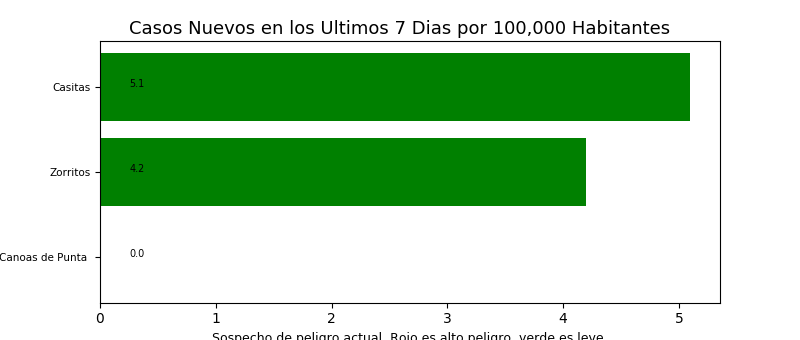 Casos Nuevos en los Ultimos 7 Dias por 100,000 Habitantes
Casitas
5.1
Zorritos
4.2
Canoas de Punta
0.0
0 1 2 3 4 5
Sospecho de peligro actual. Rojo es alto peligro, verde es leve